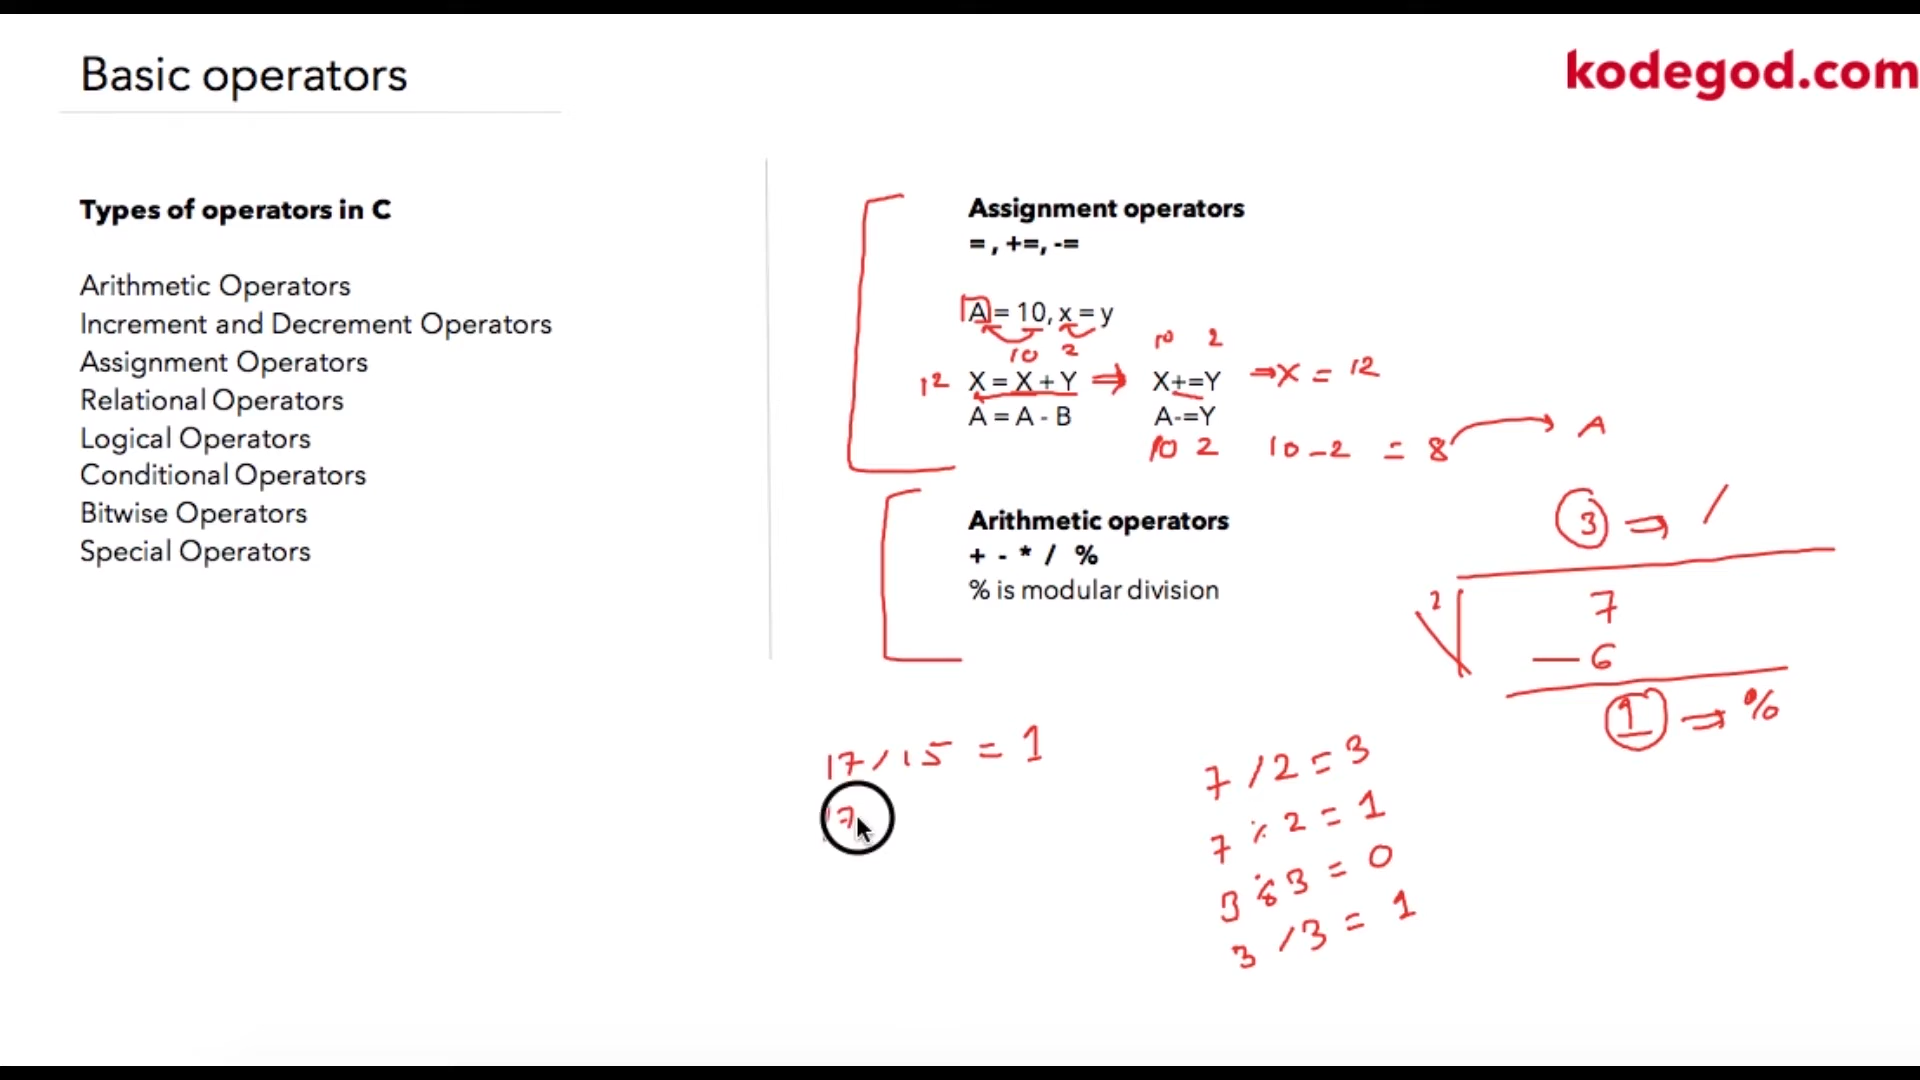 Basic operators
kodegod.com
Types of operators in C
Arithmetic Operators
Increment and Decrement Operators
Assignment Operators
Relational Operators
Logical Operators
Conditional Operators
Bitwise Operators
Special Operators
Assignment operators
= , +=, -=
A = 10, x = y
10 2 10 2
12 X = X + Y ⇒ X+=Y ⇒ X = 12
A = A - B A-=Y
10 2 10 - 2 = 8 → A
Arithmetic operators
+ - * / %
% is modular division
3 ⇒ /
2 7
— 6
1 ⇒ %
17 / 15 = 1
17
7 / 2 = 3
7 % 2 = 1
3 % 3 = 0
3 / 3 = 1